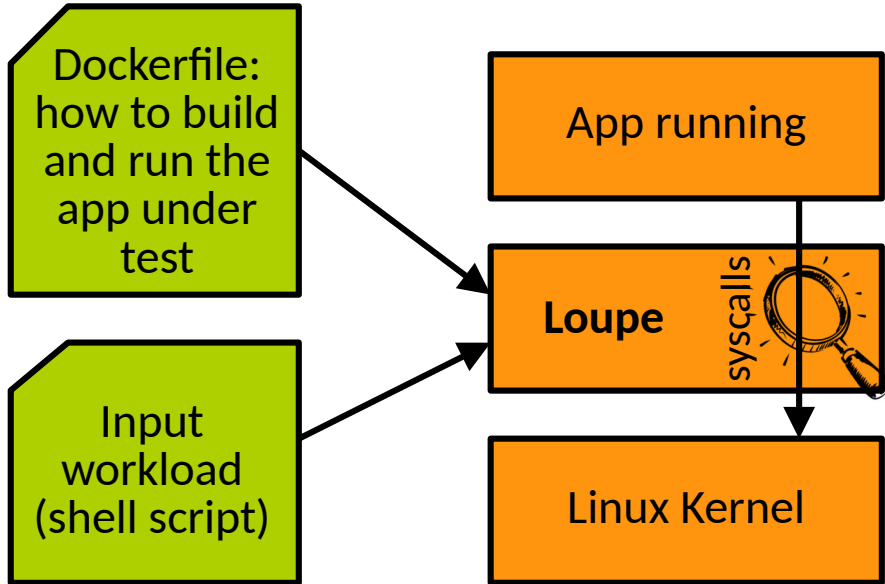 Dockerfile:
how to build
and run the
app under
test
App running
Loupe
syscalls
Input
workload
(shell script)
Linux Kernel